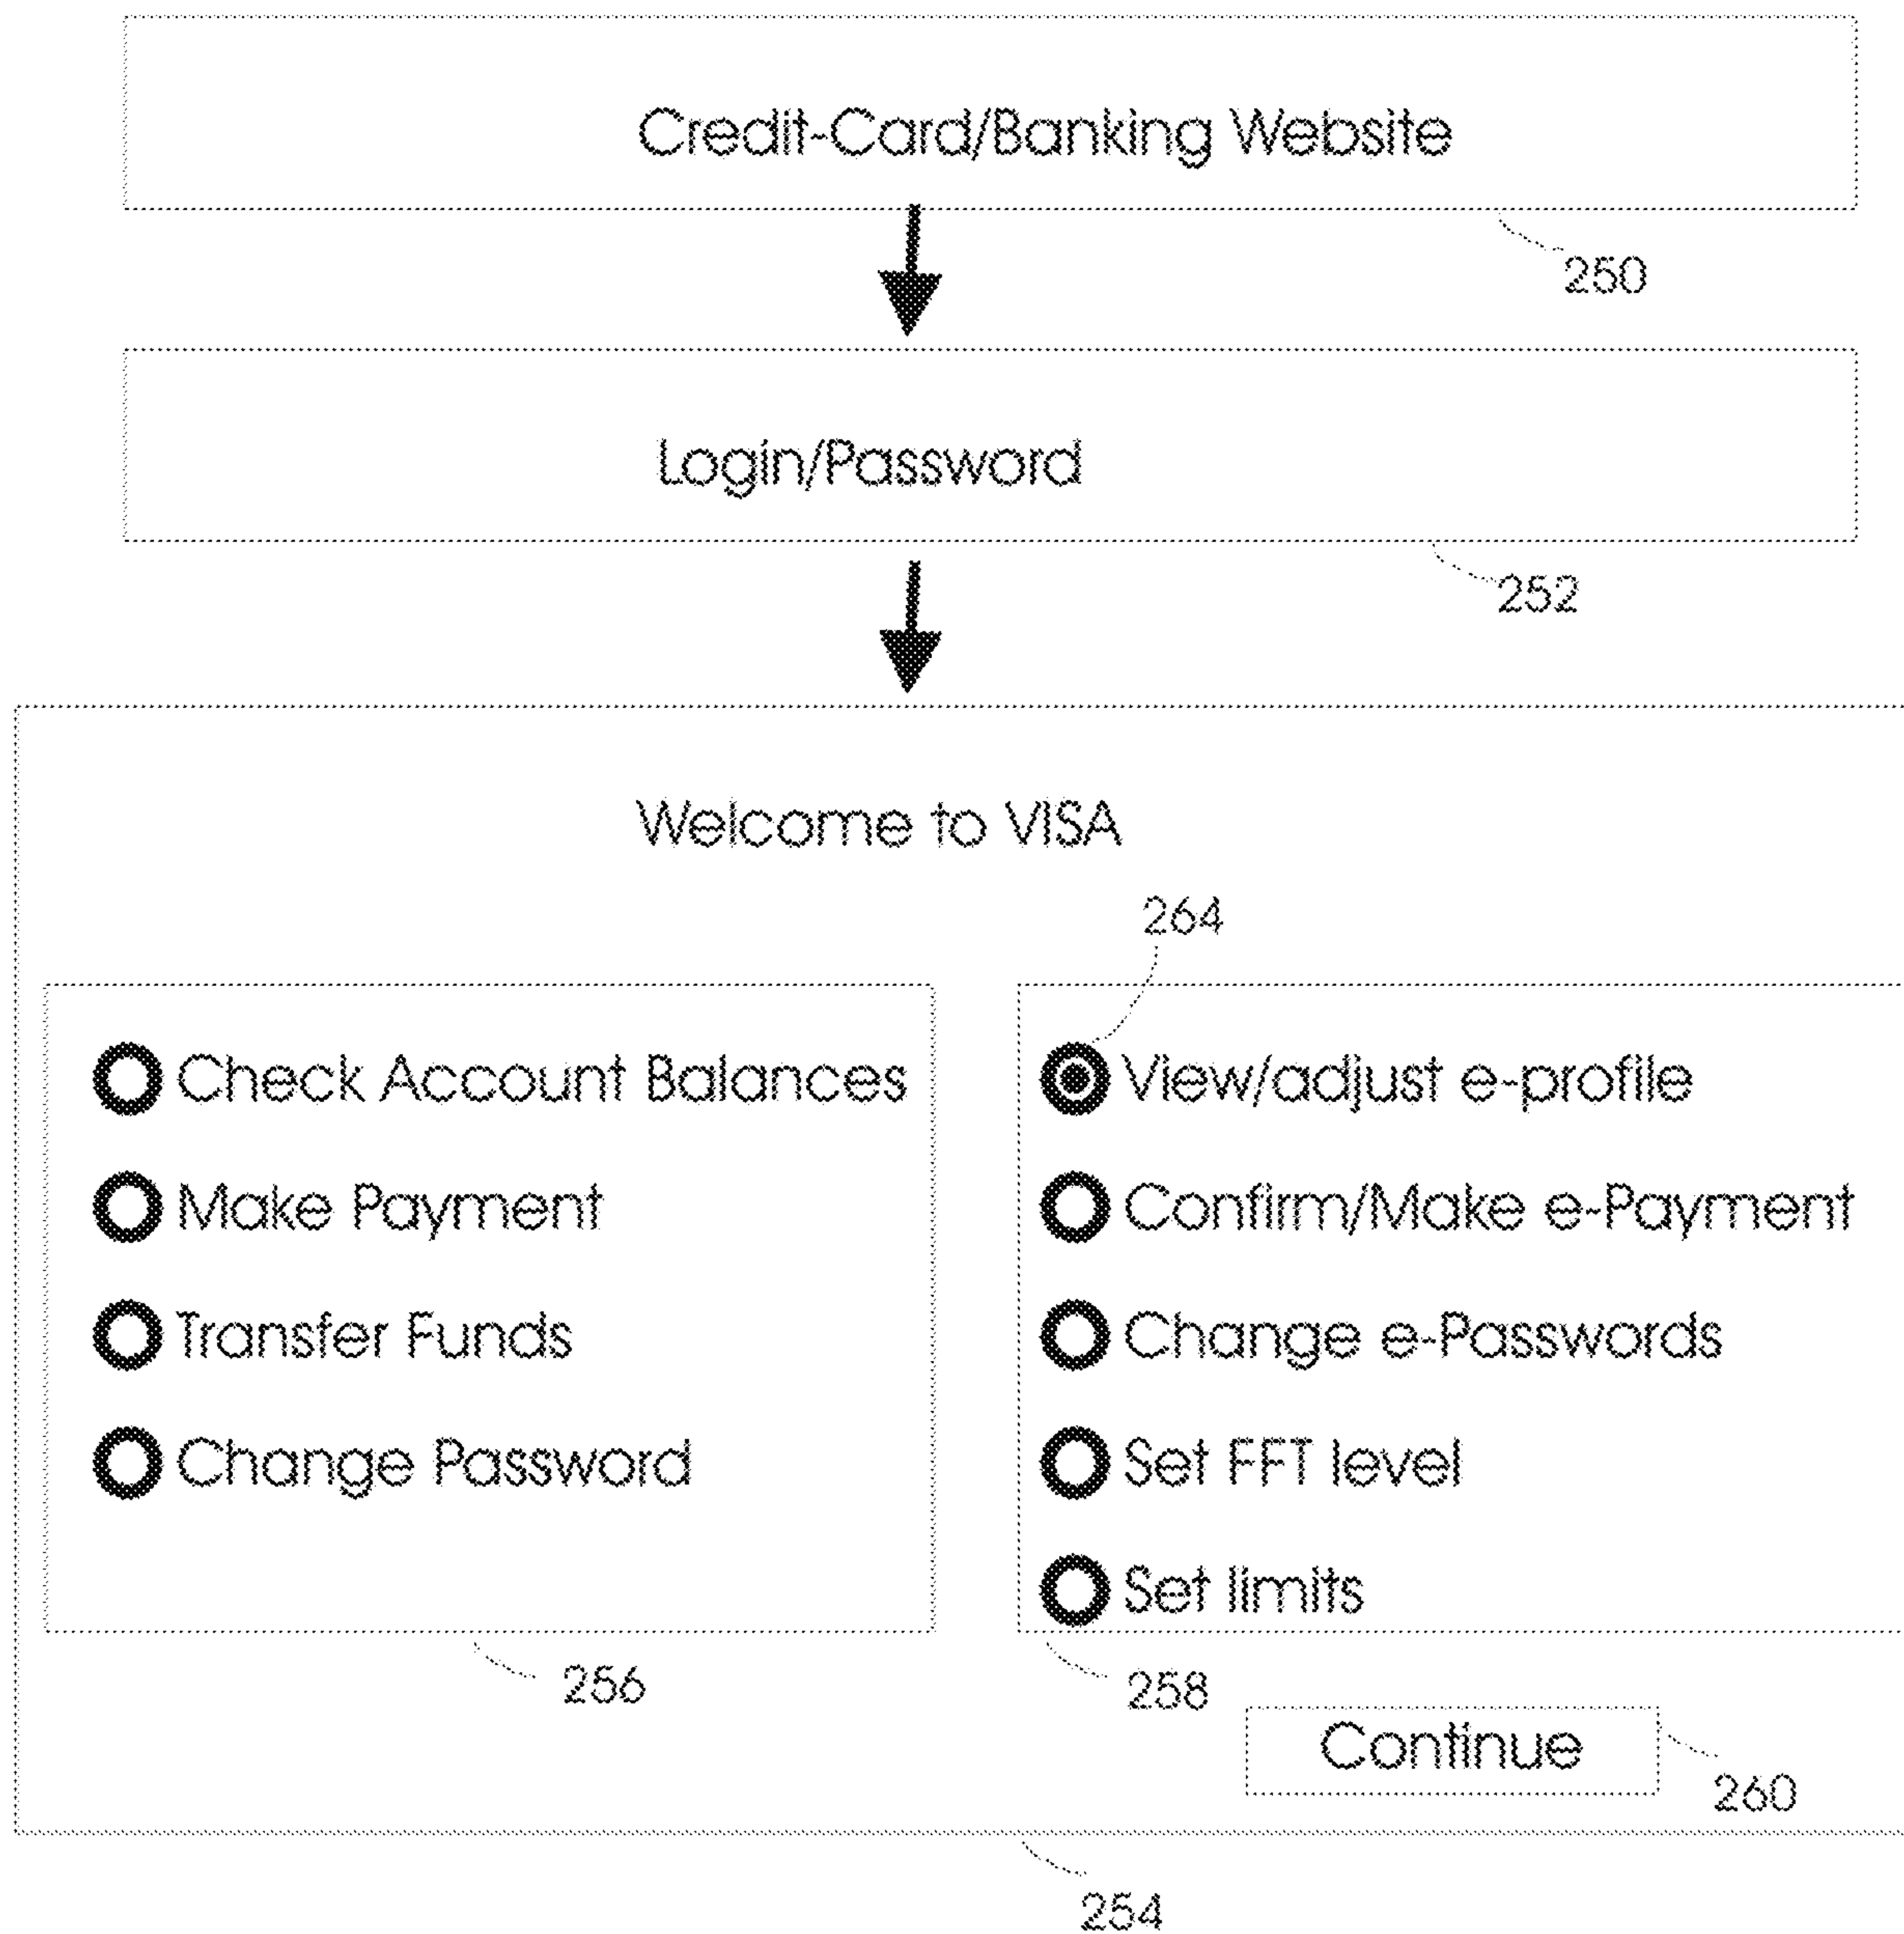 Credit-Card/Banking Website
250
Login/Password
252
Welcome to VISA
264
Check Account Balances
Make Payment
Transfer Funds
Change Password
View/adjust e-profile
Confirm/Make e-Payment
Change e-Passwords
Set FFT level
Set limits
256
258
Continue
260
254